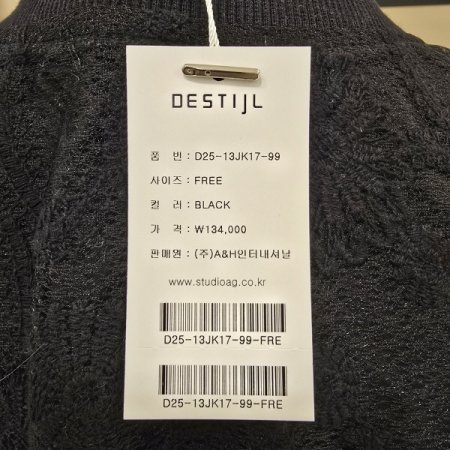 DESTIJL
품 번 : D25-13JK17-99
사이즈 : FREE
컬 러 : BLACK
가 격 : ₩134,000
판매원 : (주)A&H인터내셔날
www.studioag.co.kr
D25-13JK17-99-FRE
D25-13JK17-99-FRE